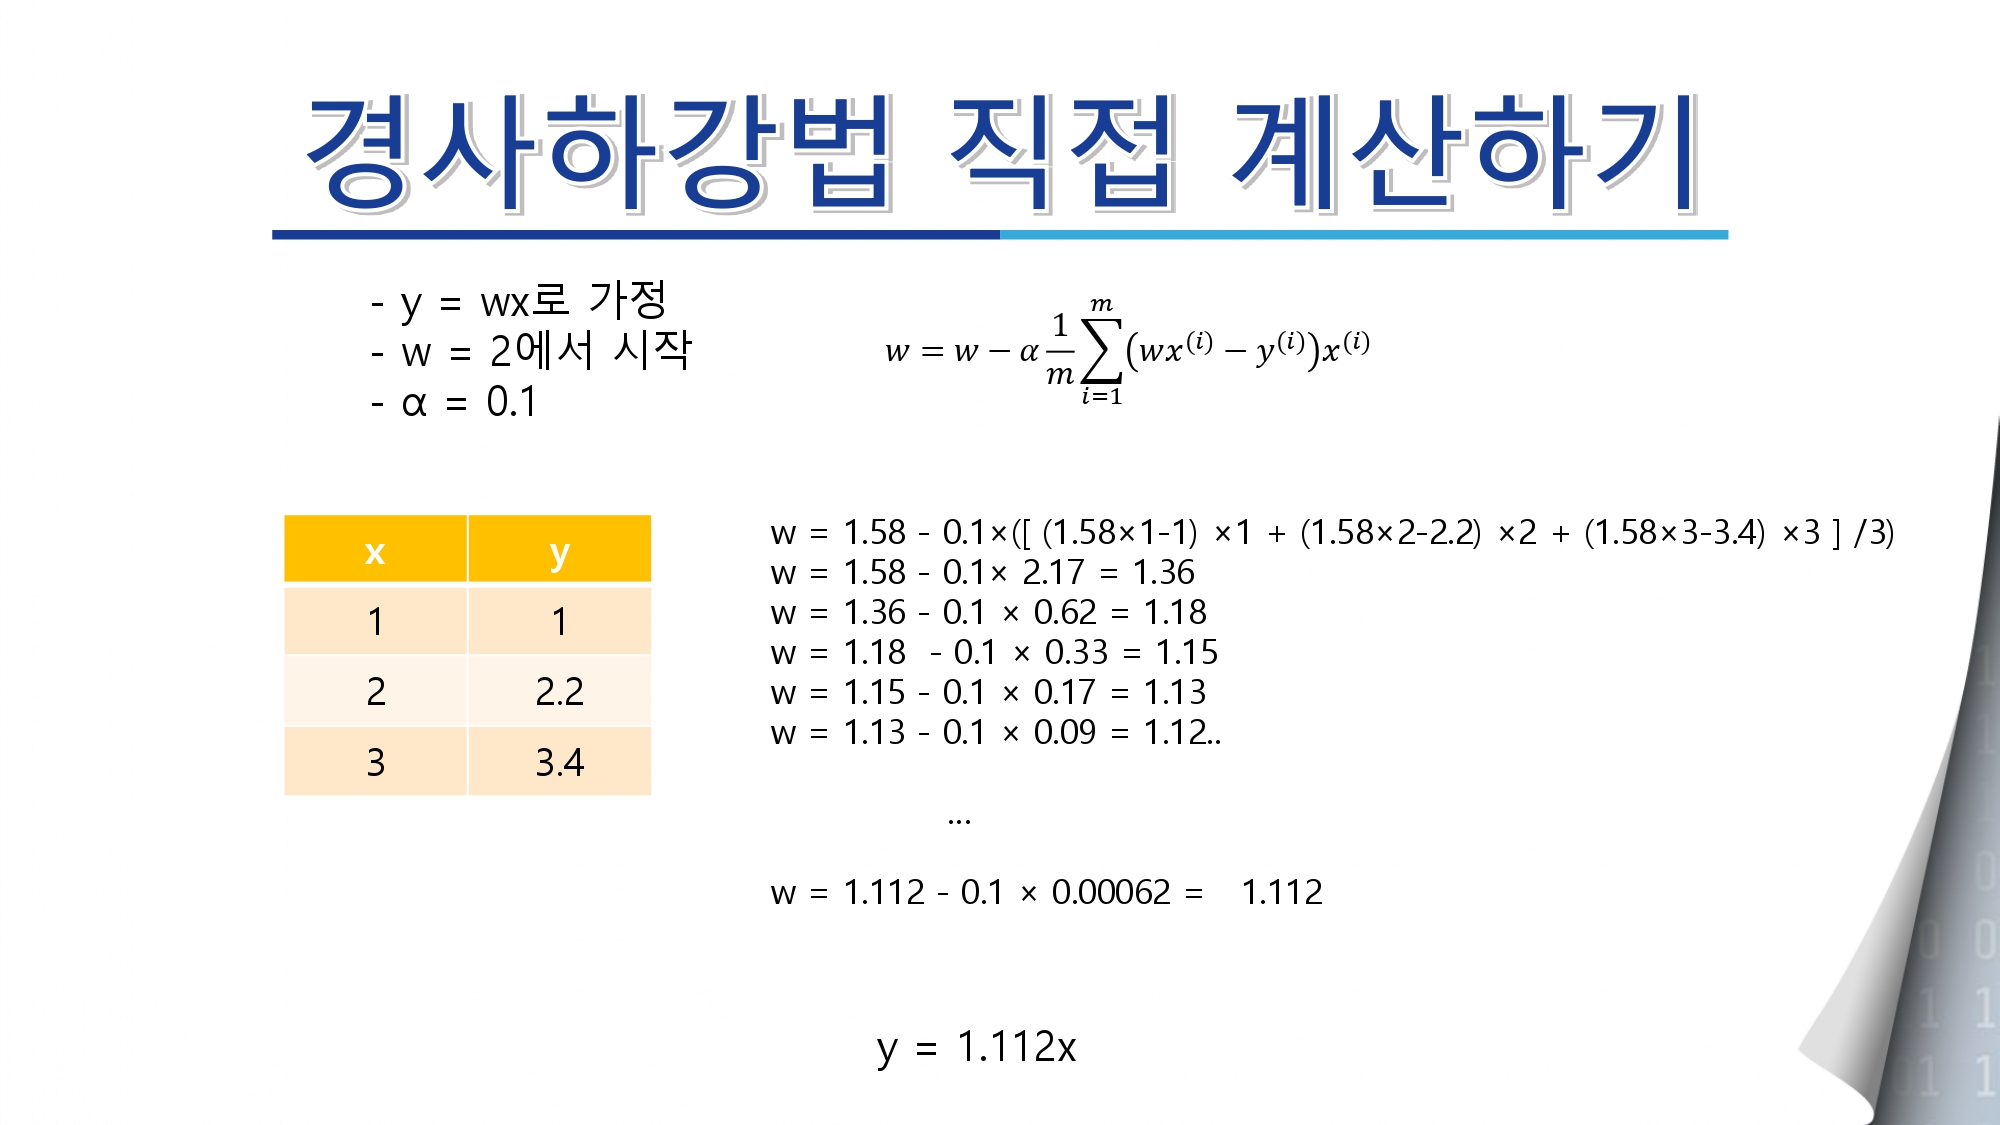 경사하강법 직접 계산하기
- y = wx로 가정
- w = 2에서 시작
- α = 0.1
w = w − α 1/m ∑_{i=1}^{m} (wx^{(i)} − y^{(i)})x^{(i)}
x y
1 1
2 2.2
3 3.4
w = 1.58 - 0.1×([ (1.58×1-1) ×1 + (1.58×2-2.2) ×2 + (1.58×3-3.4) ×3 ] /3)
w = 1.58 - 0.1× 2.17 = 1.36
w = 1.36 - 0.1 × 0.62 = 1.18
w = 1.18 - 0.1 × 0.33 = 1.15
w = 1.15 - 0.1 × 0.17 = 1.13
w = 1.13 - 0.1 × 0.09 = 1.12..
...
w = 1.112 - 0.1 × 0.00062 = 1.112
y = 1.112x